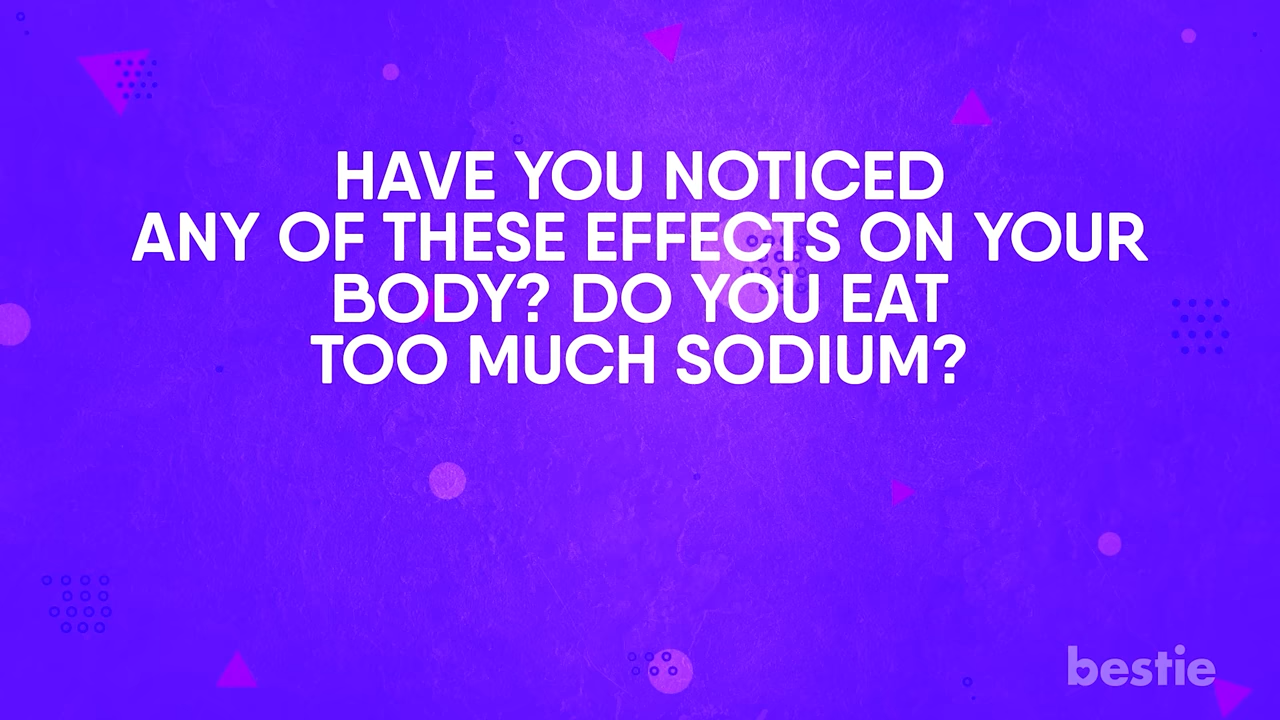 HAVE YOU NOTICED
ANY OF THESE EFFECTS ON YOUR
BODY? DO YOU EAT
TOO MUCH SODIUM?
bestie